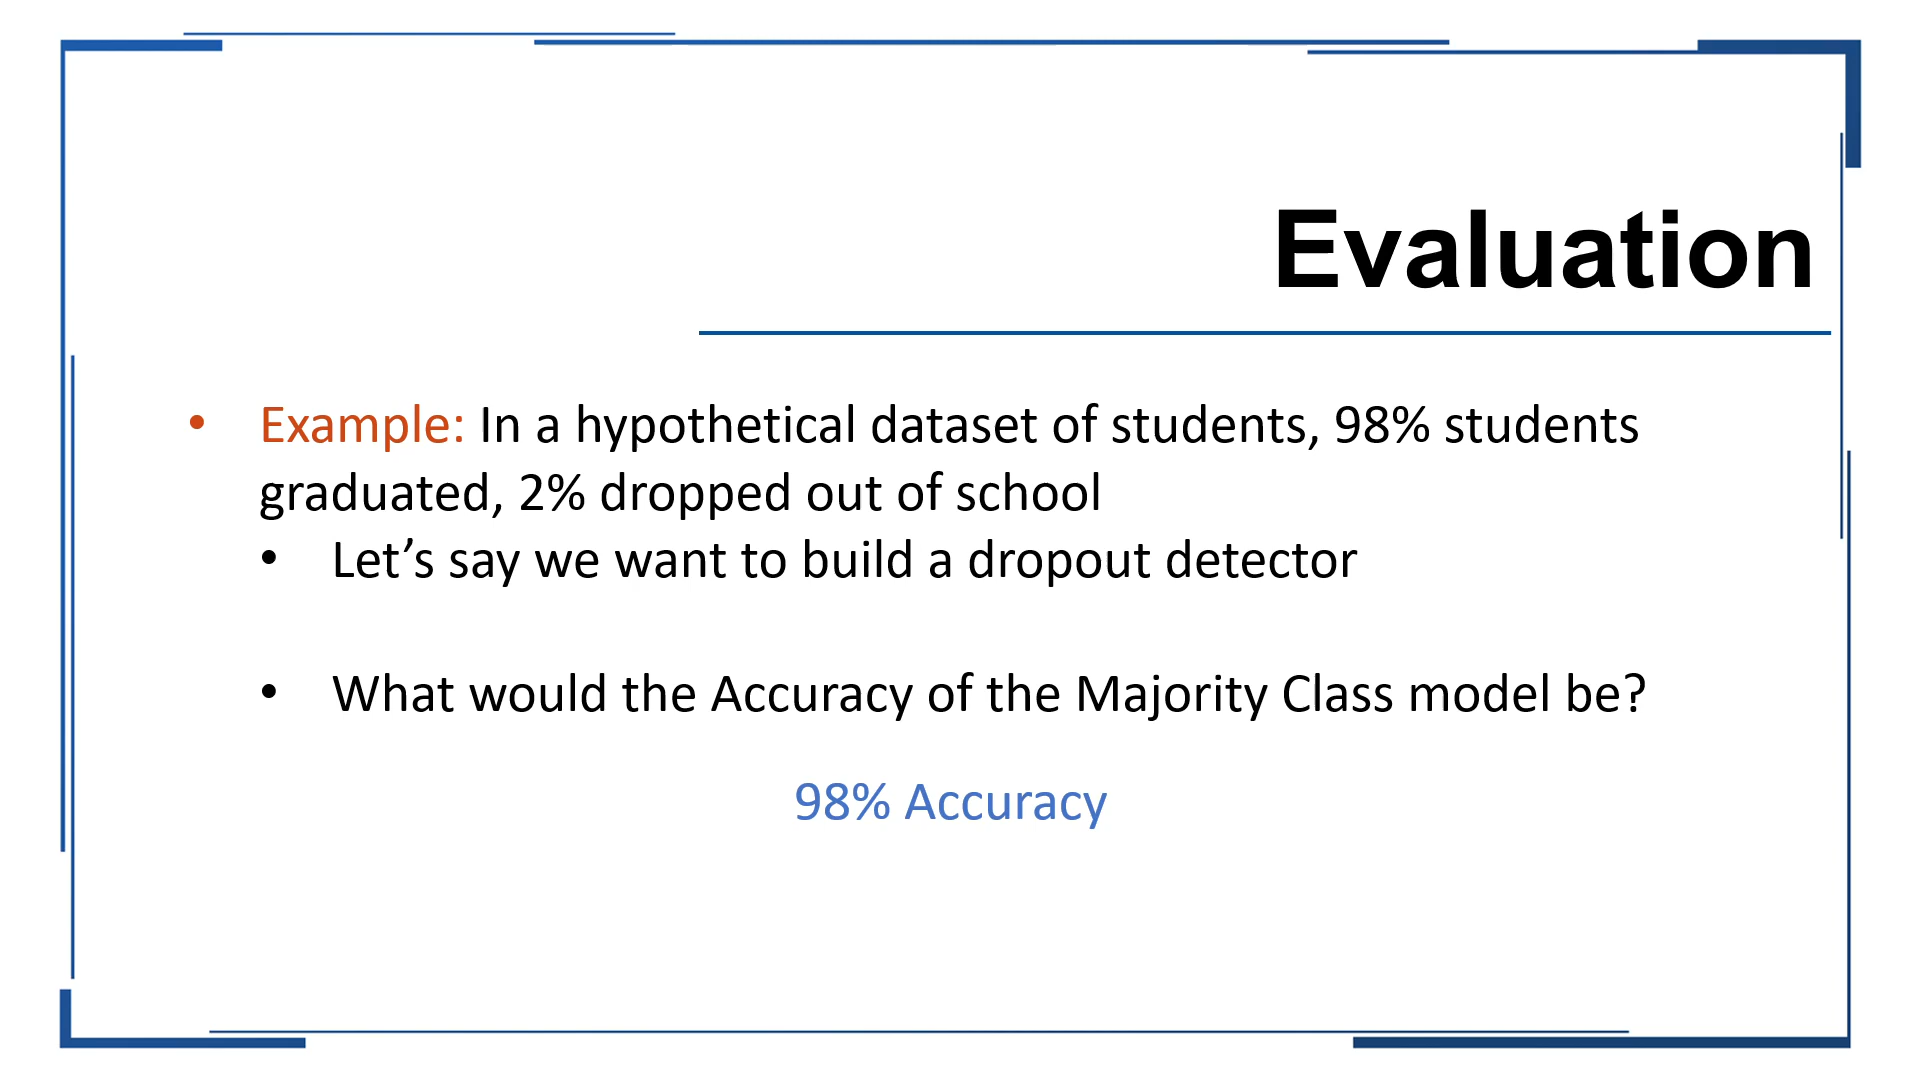 Evaluation
• Example: In a hypothetical dataset of students, 98% students
graduated, 2% dropped out of school
• Let’s say we want to build a dropout detector
• What would the Accuracy of the Majority Class model be?
98% Accuracy